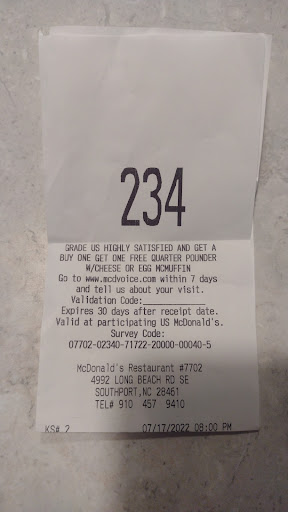 234
GRADE US HIGHLY SATISFIED AND GET A
BUY ONE GET ONE FREE QUARTER POUNDER
W/CHEESE OR EGG MCMUFFIN
Go to www.mcdvoice.com within 7 days
and tell us about your visit.
Validation Code:____________
Expires 30 days after receipt date.
Valid at participating US McDonald's.
Survey Code:
07702-02340-71722-20000-00040-5
McDonald's Restaurant #7702
4992 LONG BEACH RD SE
SOUTHPORT,NC 28461
TEL# 910 457 9410
KS# 2 07/17/2022 08:00 PM